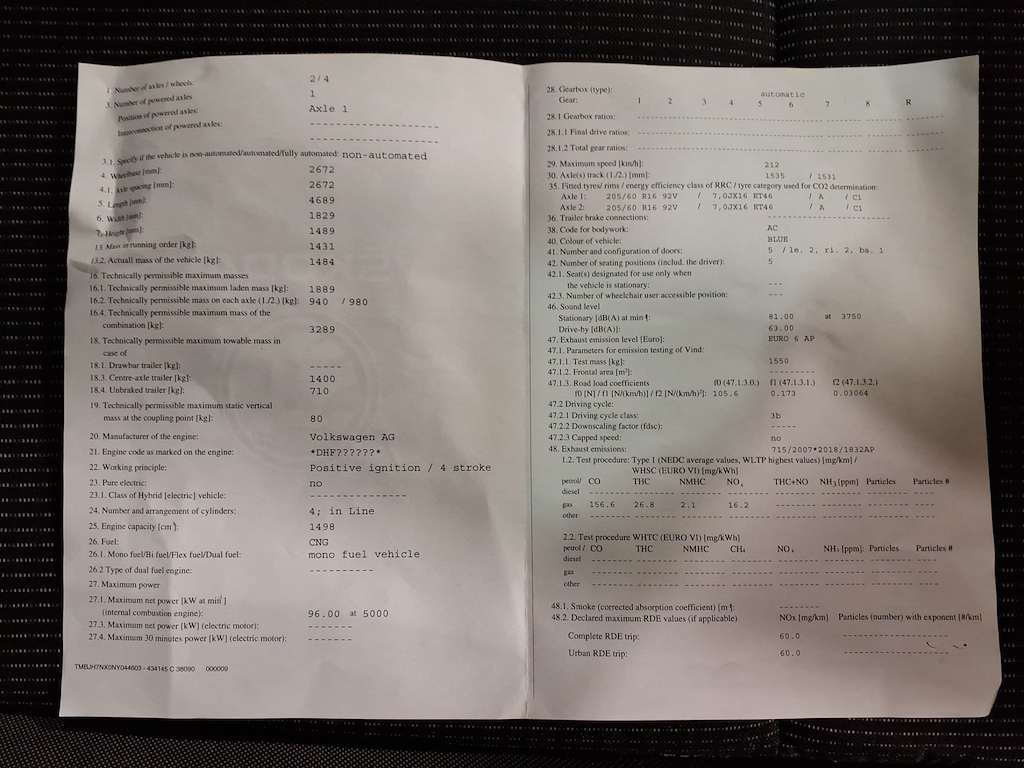 1. Number of axles / wheels: 2/4
3. Number of powered axles 1
Position of powered axles: Axle 1
Interconnection of powered axles: --------------------
--------------------
3.1. Specify if the vehicle is non-automated/automated/fully automated: non-automated
4. Wheelbase [mm]: 2672
4.1. Axle spacing [mm]: 2672
5. Length [mm]: 4689
6. Width [mm]: 1829
7. Height [mm]: 1489
13. Mass in running order [kg]: 1431
13.2. Actuall mass of the vehicle [kg]: 1484
16. Technically permissible maximum masses
16.1. Technically permissible maximum laden mass [kg]: 1889
16.2. Technically permissible mass on each axle (1./2.) [kg]: 940 / 980
16.4. Technically permissible maximum mass of the
combination [kg]: 3289
18. Technically permissible maximum towable mass in
case of
18.1. Drawbar trailer [kg]: -----
18.3. Centre-axle trailer [kg]: 1400
18.4. Unbraked trailer [kg]: 710
19. Technically permissible maximum static vertical
mass at the coupling point [kg]: 80
20. Manufacturer of the engine: Volkswagen AG
21. Engine code as marked on the engine: *DHF??????*
22. Working principle: Positive ignition / 4 stroke
23. Pure electric: no
23.1. Class of Hybrid [electric] vehicle: --------------
24. Number and arrangement of cylinders: 4; in Line
25. Engine capacity [cm³]: 1498
26. Fuel: CNG
26.1. Mono fuel/Bi fuel/Flex fuel/Dual fuel: mono fuel vehicle
26.2 Type of dual fuel engine: ---------
27. Maximum power
27.1. Maximum net power [kW at min⁻¹]
(internal combustion engine): 96.00 at 5000
27.3. Maximum net power [kW] (electric motor): -------
27.4. Maximum 30 minutes power [kW] (electric motor): -------
TMBJH7NX0NY044603 - 434145 C 38090 000009
28. Gearbox (type): automatic
Gear: 1 2 3 4 5 6 7 8 R
28.1 Gearbox ratios: --------------------
28.1.1 Final drive ratios: --------------------
28.1.2 Total gear ratios: --------------------
29. Maximum speed [km/h]: 212
30. Axle(s) track (1./2.) [mm]: 1535 / 1531
35. Fitted tyres/ rims / energy efficiency class of RRC / tyre category used for CO2 determination:
Axle 1: 205/60 R16 92V / 7,0JX16 ET46 / A / C1
Axle 2: 205/60 R16 92V / 7,0JX16 ET46 / A / C1
36. Trailer brake connections: --------------------
38. Code for bodywork: AC
40. Colour of vehicle: BLUE
41. Number and configuration of doors: 5 / le. 2, ri. 2, ba. 1
42. Number of seating positions (includ. the driver): 5
42.1. Seat(s) designated for use only when
the vehicle is stationary: ---
42.3. Number of wheelchair user accessible position: ---
46. Sound level
Stationary [dB(A) at min⁻¹]: 81.00 at 3750
Drive-by [dB(A)]: 63.00
47. Exhaust emission level [Euro]: EURO 6 AP
47.1. Parameters for emission testing of Vind:
47.1.1. Test mass [kg]: 1550
47.1.2. Frontal area [m²]: ---------
47.1.3. Road load coefficients f0 (47.1.3.0.) f1 (47.1.3.1.) f2 (47.1.3.2.)
f0 [N] / f1 [N/(km/h)] / f2 [N/(km/h)²]: 105.6 0.173 0.03064
47.2 Driving cycle:
47.2.1 Driving cycle class: 3b
47.2.2 Downscaling factor (fdsc): -----
47.2.3 Capped speed: no
48. Exhaust emissions: 715/2007*2018/1832AP
1.2. Test procedure: Type 1 (NEDC average values, WLTP highest values) [mg/km] /
WHSC (EURO VI) [mg/kWh]
petrol/ CO THC NMHC NOx THC+NO NH3 [ppm] Particles Particles #
diesel --------------------
gas 156.6 26.8 2.1 16.2 --------------------
other --------------------
2.2. Test procedure WHTC (EURO VI) [mg/kWh]
petrol / CO THC NMHC CH4 NOx NH3 [ppm]: Particles Particles #
diesel --------------------
gas --------------------
other --------------------
48.1. Smoke (corrected absorption coefficient) [m⁻¹]: -------
48.2. Declared maximum RDE values (if applicable) NOx [mg/km] Particles (number) with exponent [#/km]
Complete RDE trip: 60.0 --------------------
Urban RDE trip: 60.0 --------------------